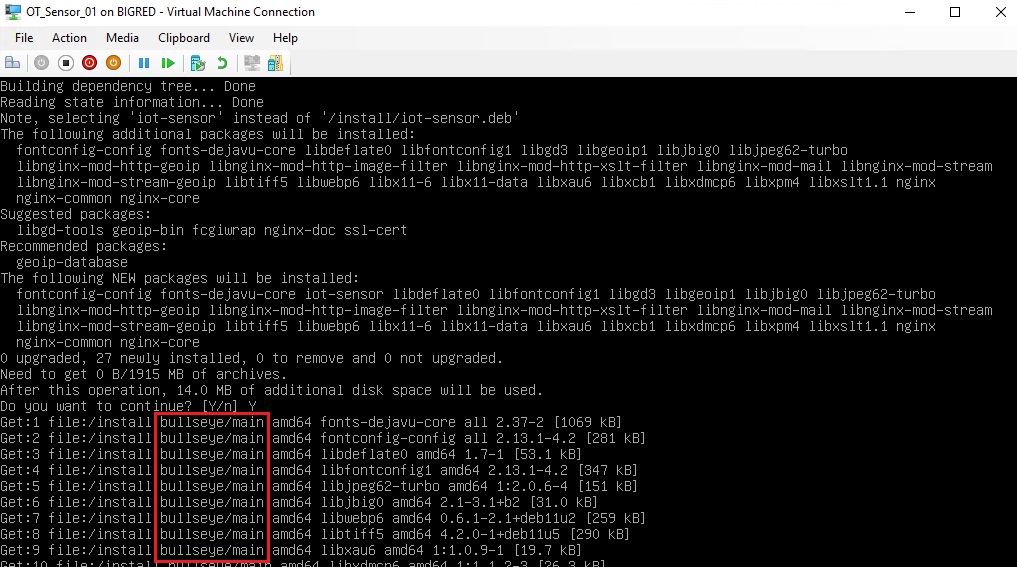 OT_Sensor_01 on BIGRED - Virtual Machine Connection
File Action Media Clipboard View Help
Building dependency tree... Done
Reading state information... Done
Note, selecting 'iot-sensor' instead of '/install/iot-sensor.deb'
The following additional packages will be installed:
fontconfig-config fonts-dejavu-core libdeflate0 libfontconfig1 libgd3 libgeoip1 libjbig0 libjpeg62-turbo
libnginx-mod-http-geoip libnginx-mod-http-image-filter libnginx-mod-http-xslt-filter libnginx-mod-mail libnginx-mod-stream
libnginx-mod-stream-geoip libtiff5 libwebp6 libx11-6 libx11-data libxau6 libxcb1 libxdmcp6 libxpm4 libxslt1.1 nginx
nginx-common nginx-core
Suggested packages:
libgd-tools geoip-bin fcgiwrap nginx-doc ssl-cert
Recommended packages:
geoip-database
The following NEW packages will be installed:
fontconfig-config fonts-dejavu-core iot-sensor libdeflate0 libfontconfig1 libgd3 libgeoip1 libjbig0 libjpeg62-turbo
libnginx-mod-http-geoip libnginx-mod-http-image-filter libnginx-mod-http-xslt-filter libnginx-mod-mail libnginx-mod-stream
libnginx-mod-stream-geoip libtiff5 libwebp6 libx11-6 libx11-data libxau6 libxcb1 libxdmcp6 libxpm4 libxslt1.1 nginx
nginx-common nginx-core
0 upgraded, 27 newly installed, 0 to remove and 0 not upgraded.
Need to get 0 B/1915 MB of archives.
After this operation, 14.0 MB of additional disk space will be used.
Do you want to continue? [Y/n] Y
Get:1 file:/install bullseye/main amd64 fonts-dejavu-core all 2.37-2 [1069 kB]
Get:2 file:/install bullseye/main amd64 fontconfig-config all 2.13.1-4.2 [281 kB]
Get:3 file:/install bullseye/main amd64 libdeflate0 amd64 1.7-1 [53.1 kB]
Get:4 file:/install bullseye/main amd64 libfontconfig1 amd64 2.13.1-4.2 [347 kB]
Get:5 file:/install bullseye/main amd64 libjpeg62-turbo amd64 1:2.0.6-4 [151 kB]
Get:6 file:/install bullseye/main amd64 libjbig0 amd64 2.1-3.1+b2 [31.0 kB]
Get:7 file:/install bullseye/main amd64 libwebp6 amd64 0.6.1-2.1+deb11u2 [259 kB]
Get:8 file:/install bullseye/main amd64 libtiff5 amd64 4.2.0-1+deb11u5 [290 kB]
Get:9 file:/install bullseye/main amd64 libxau6 amd64 1:1.0.9-1 [19.7 kB]
Get:10 file:/install bullseye/main amd64 libxdmcp6 amd64 1:1.1.2-3 [26.3 kB]